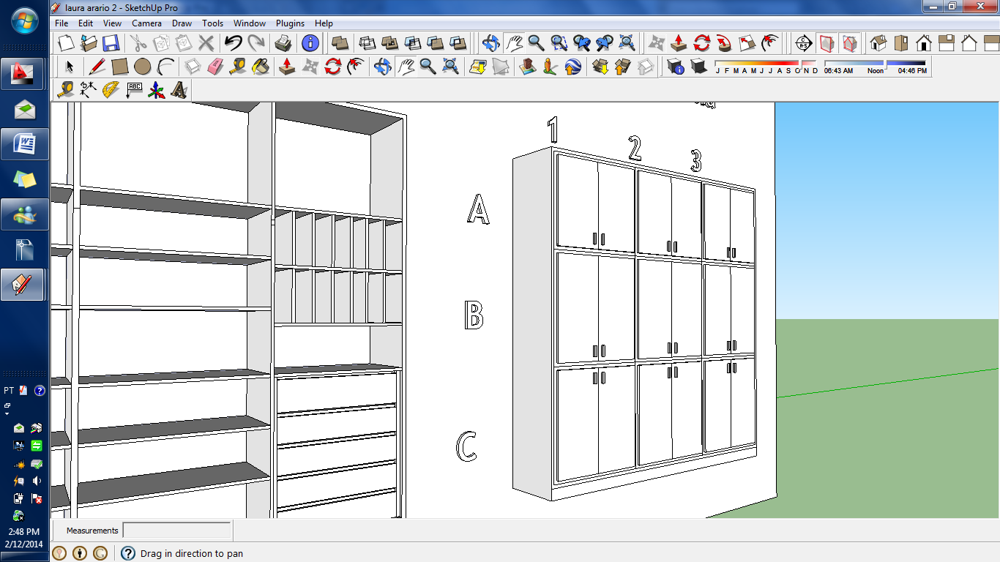 laura arario 2 - SketchUp Pro
File Edit View Camera Draw Tools Window Plugins Help
J F M A M J J A S O N D 06:43 AM Noon 04:46 PM
ABC
1
2
3
A
B
C
PT
2:48 PM
2/12/2014
Measurements
Drag in direction to pan